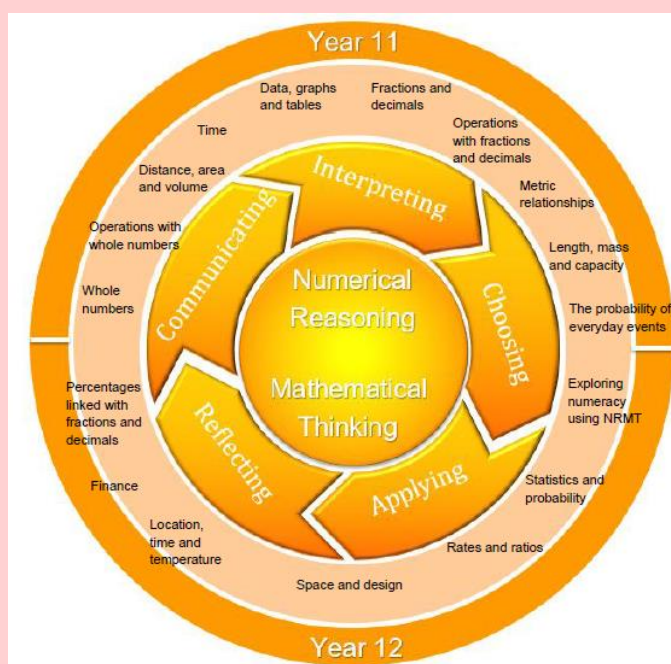 Year 11
Data, graphs
and tables
Fractions and
decimals
Time
Operations
with fractions
and decimals
Distance, area
and volume
Metric
relationships
Operations with
whole numbers
Length, mass
and capacity
Whole
numbers
The probability of
everyday events
Interpreting
Communicating
Choosing
Numerical
Reasoning
Mathematical
Thinking
Reflecting
Applying
Percentages
linked with
fractions and
decimals
Exploring
numeracy
using NRMT
Finance
Statistics and
probability
Location,
time and
temperature
Rates and ratios
Space and design
Year 12